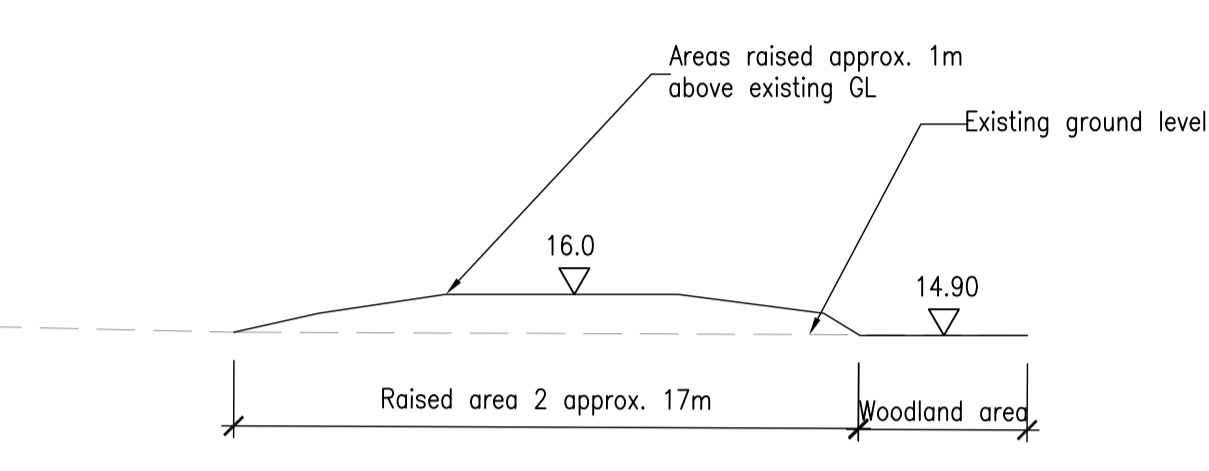 Areas raised approx. 1m
above existing GL
Existing ground level
16.0
14.90
Raised area 2 approx. 17m
Woodland area